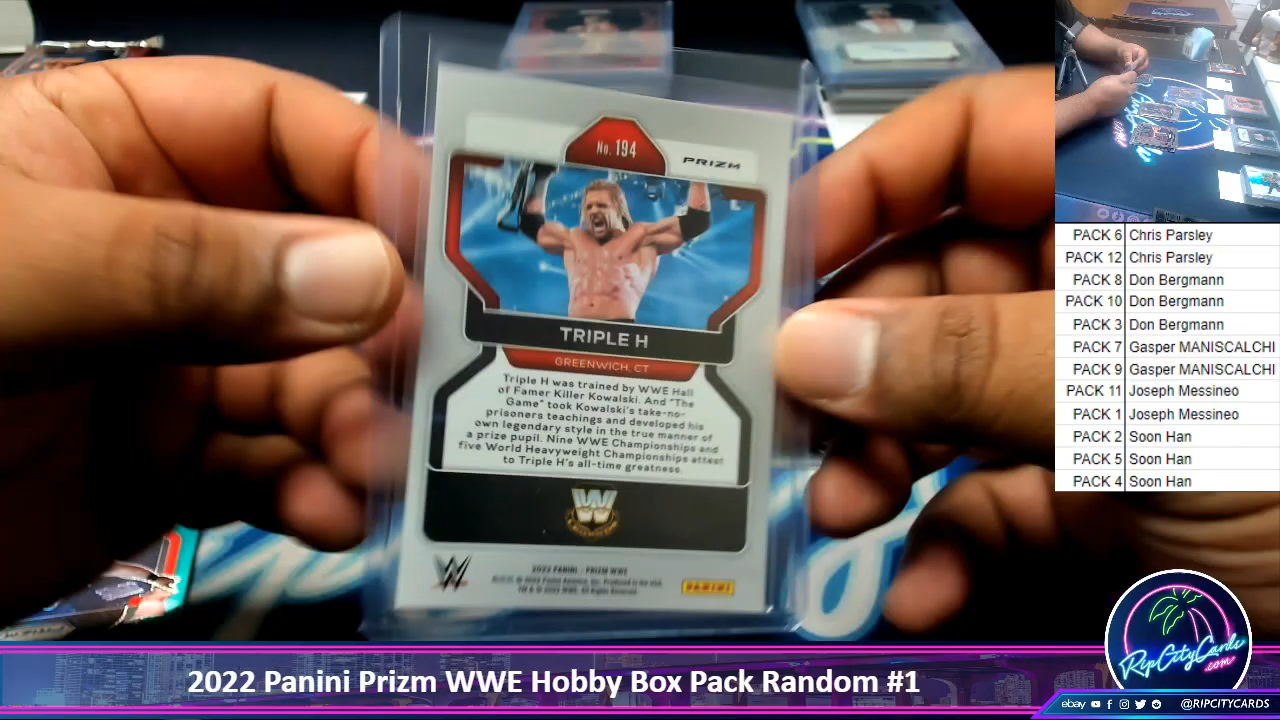 No. 194
PRIZM
TRIPLE H
GREENWICH, CT
Triple H was trained by WWE Hall
of Famer Killer Kowalski. And "The
Game" took Kowalski's take-no-
prisoners teachings and developed his
own legendary style in the true manner of
a prize pupil. Nine WWE Championships and
five World Heavyweight Championships attest
to Triple H's all-time greatness.
2022 PANINI - PRIZM WWE
PANINI
PACK 6 Chris Parsley
PACK 12 Chris Parsley
PACK 8 Don Bergmann
PACK 10 Don Bergmann
PACK 3 Don Bergmann
PACK 7 Gasper MANISCALCHI
PACK 9 Gasper MANISCALCHI
PACK 11 Joseph Messineo
PACK 1 Joseph Messineo
PACK 2 Soon Han
PACK 5 Soon Han
PACK 4 Soon Han
RipCityCards
.com
2022 Panini Prizm WWE Hobby Box Pack Random #1
ebay
@RIPCITYCARDS